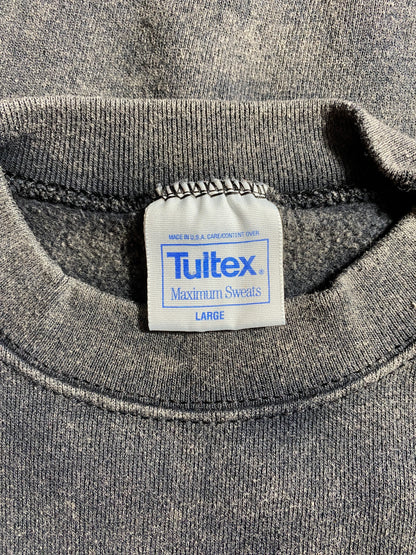 MADE IN U.S.A. CARE/CONTENT OVER
Tultex®
Maximum Sweats
LARGE